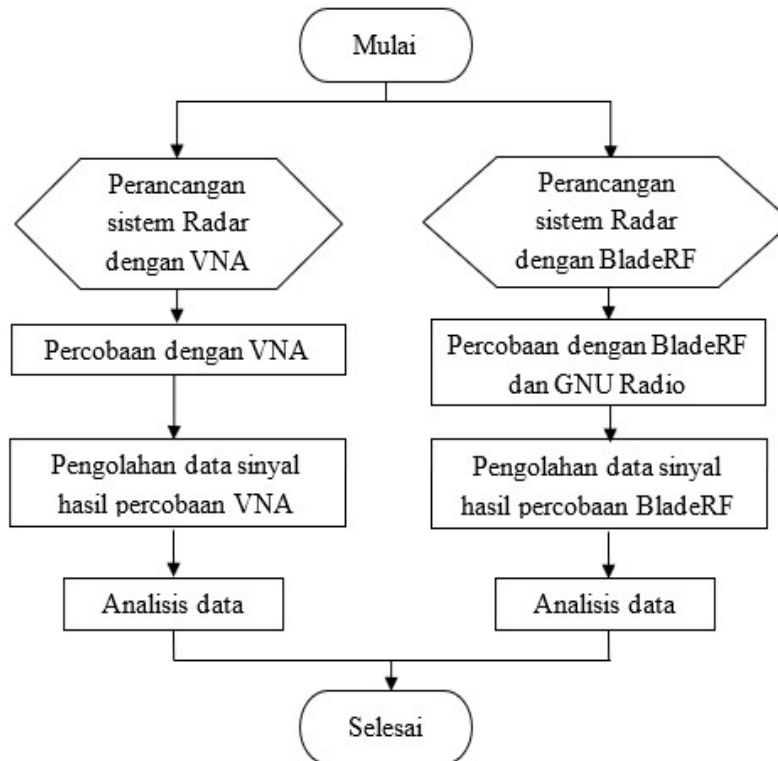 Mulai
Perancangan
sistem Radar
dengan VNA
Perancangan
sistem Radar
dengan BladeRF
Percobaan dengan VNA
Percobaan dengan BladeRF
dan GNU Radio
Pengolahan data sinyal
hasil percobaan VNA
Pengolahan data sinyal
hasil percobaan BladeRF
Analisis data
Analisis data
Selesai